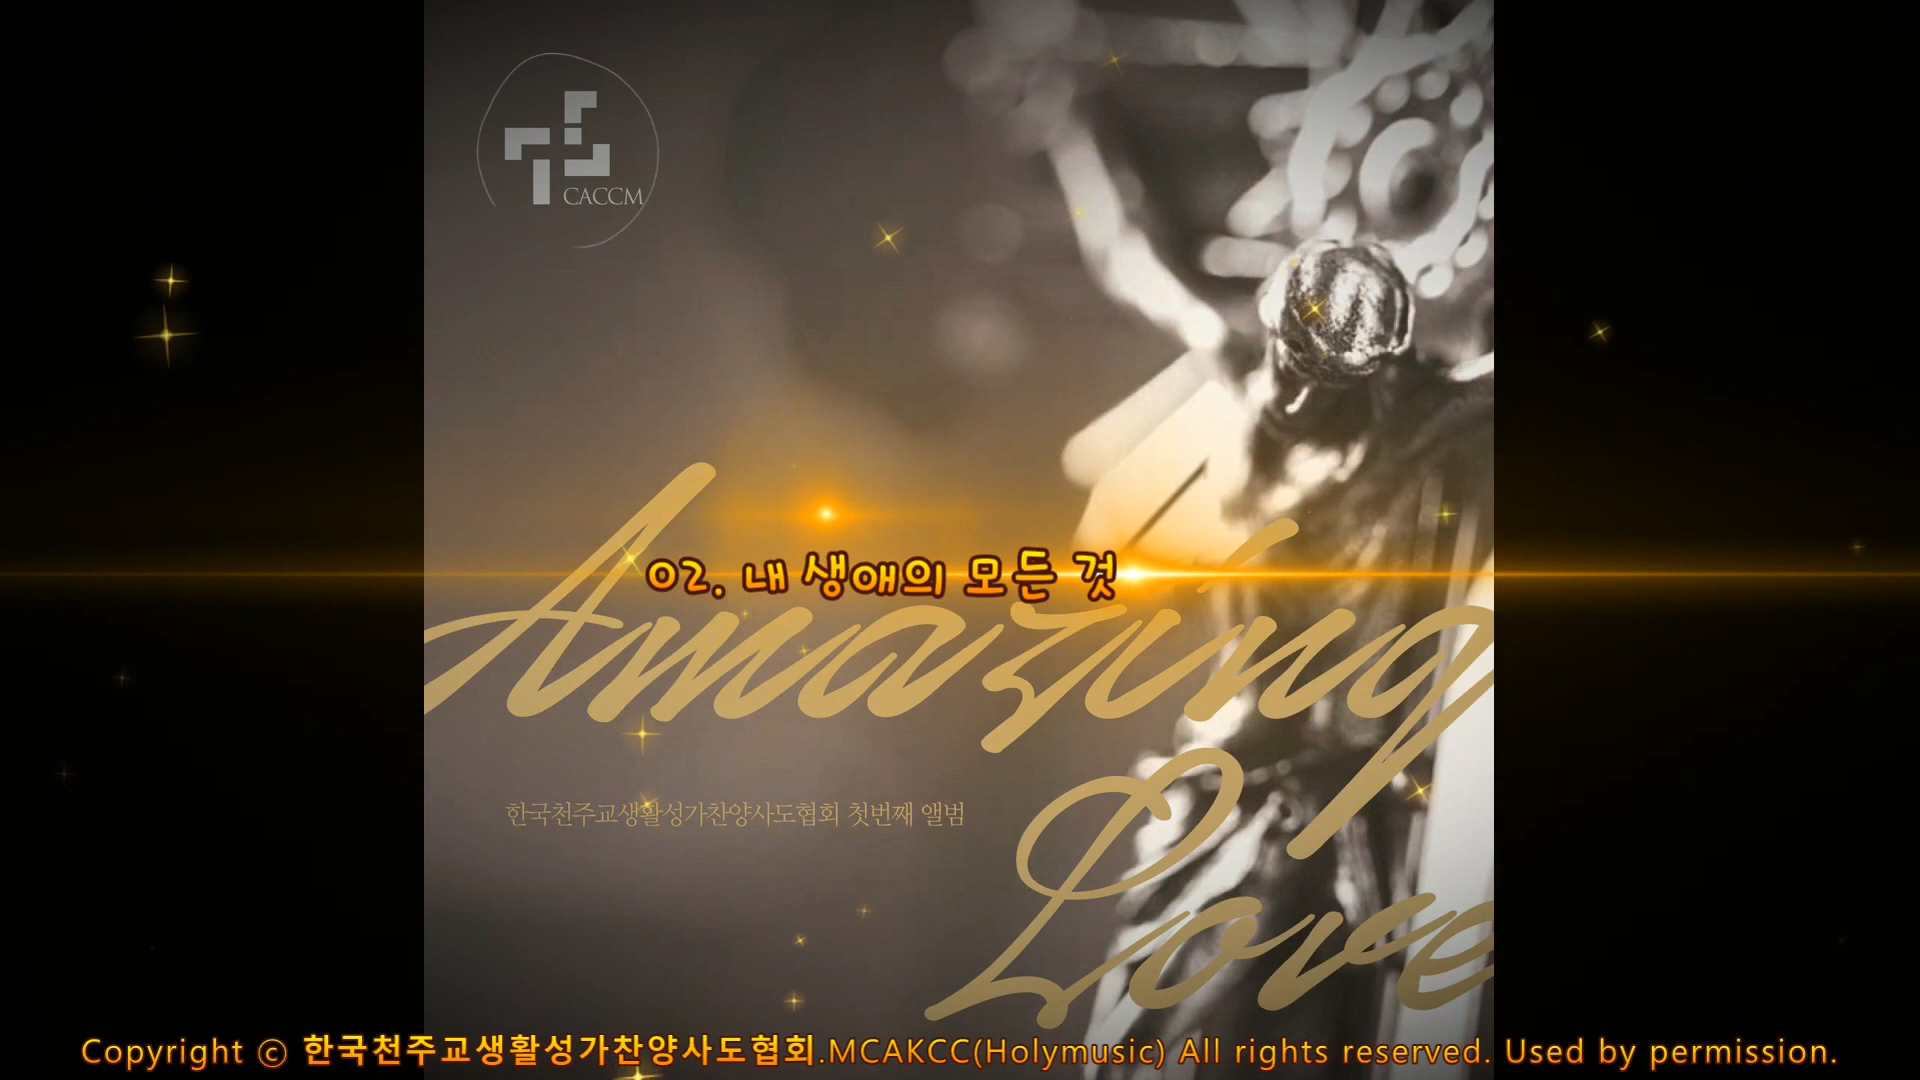 CACCM
02. 내 생애의 모든 것
Amazing
Love
한국천주교생활성가찬양사도협회 첫번째 앨범
Copyright © 한국천주교생활성가찬양사도협회.MCAKCC(Holymusic) All rights reserved. Used by permission.